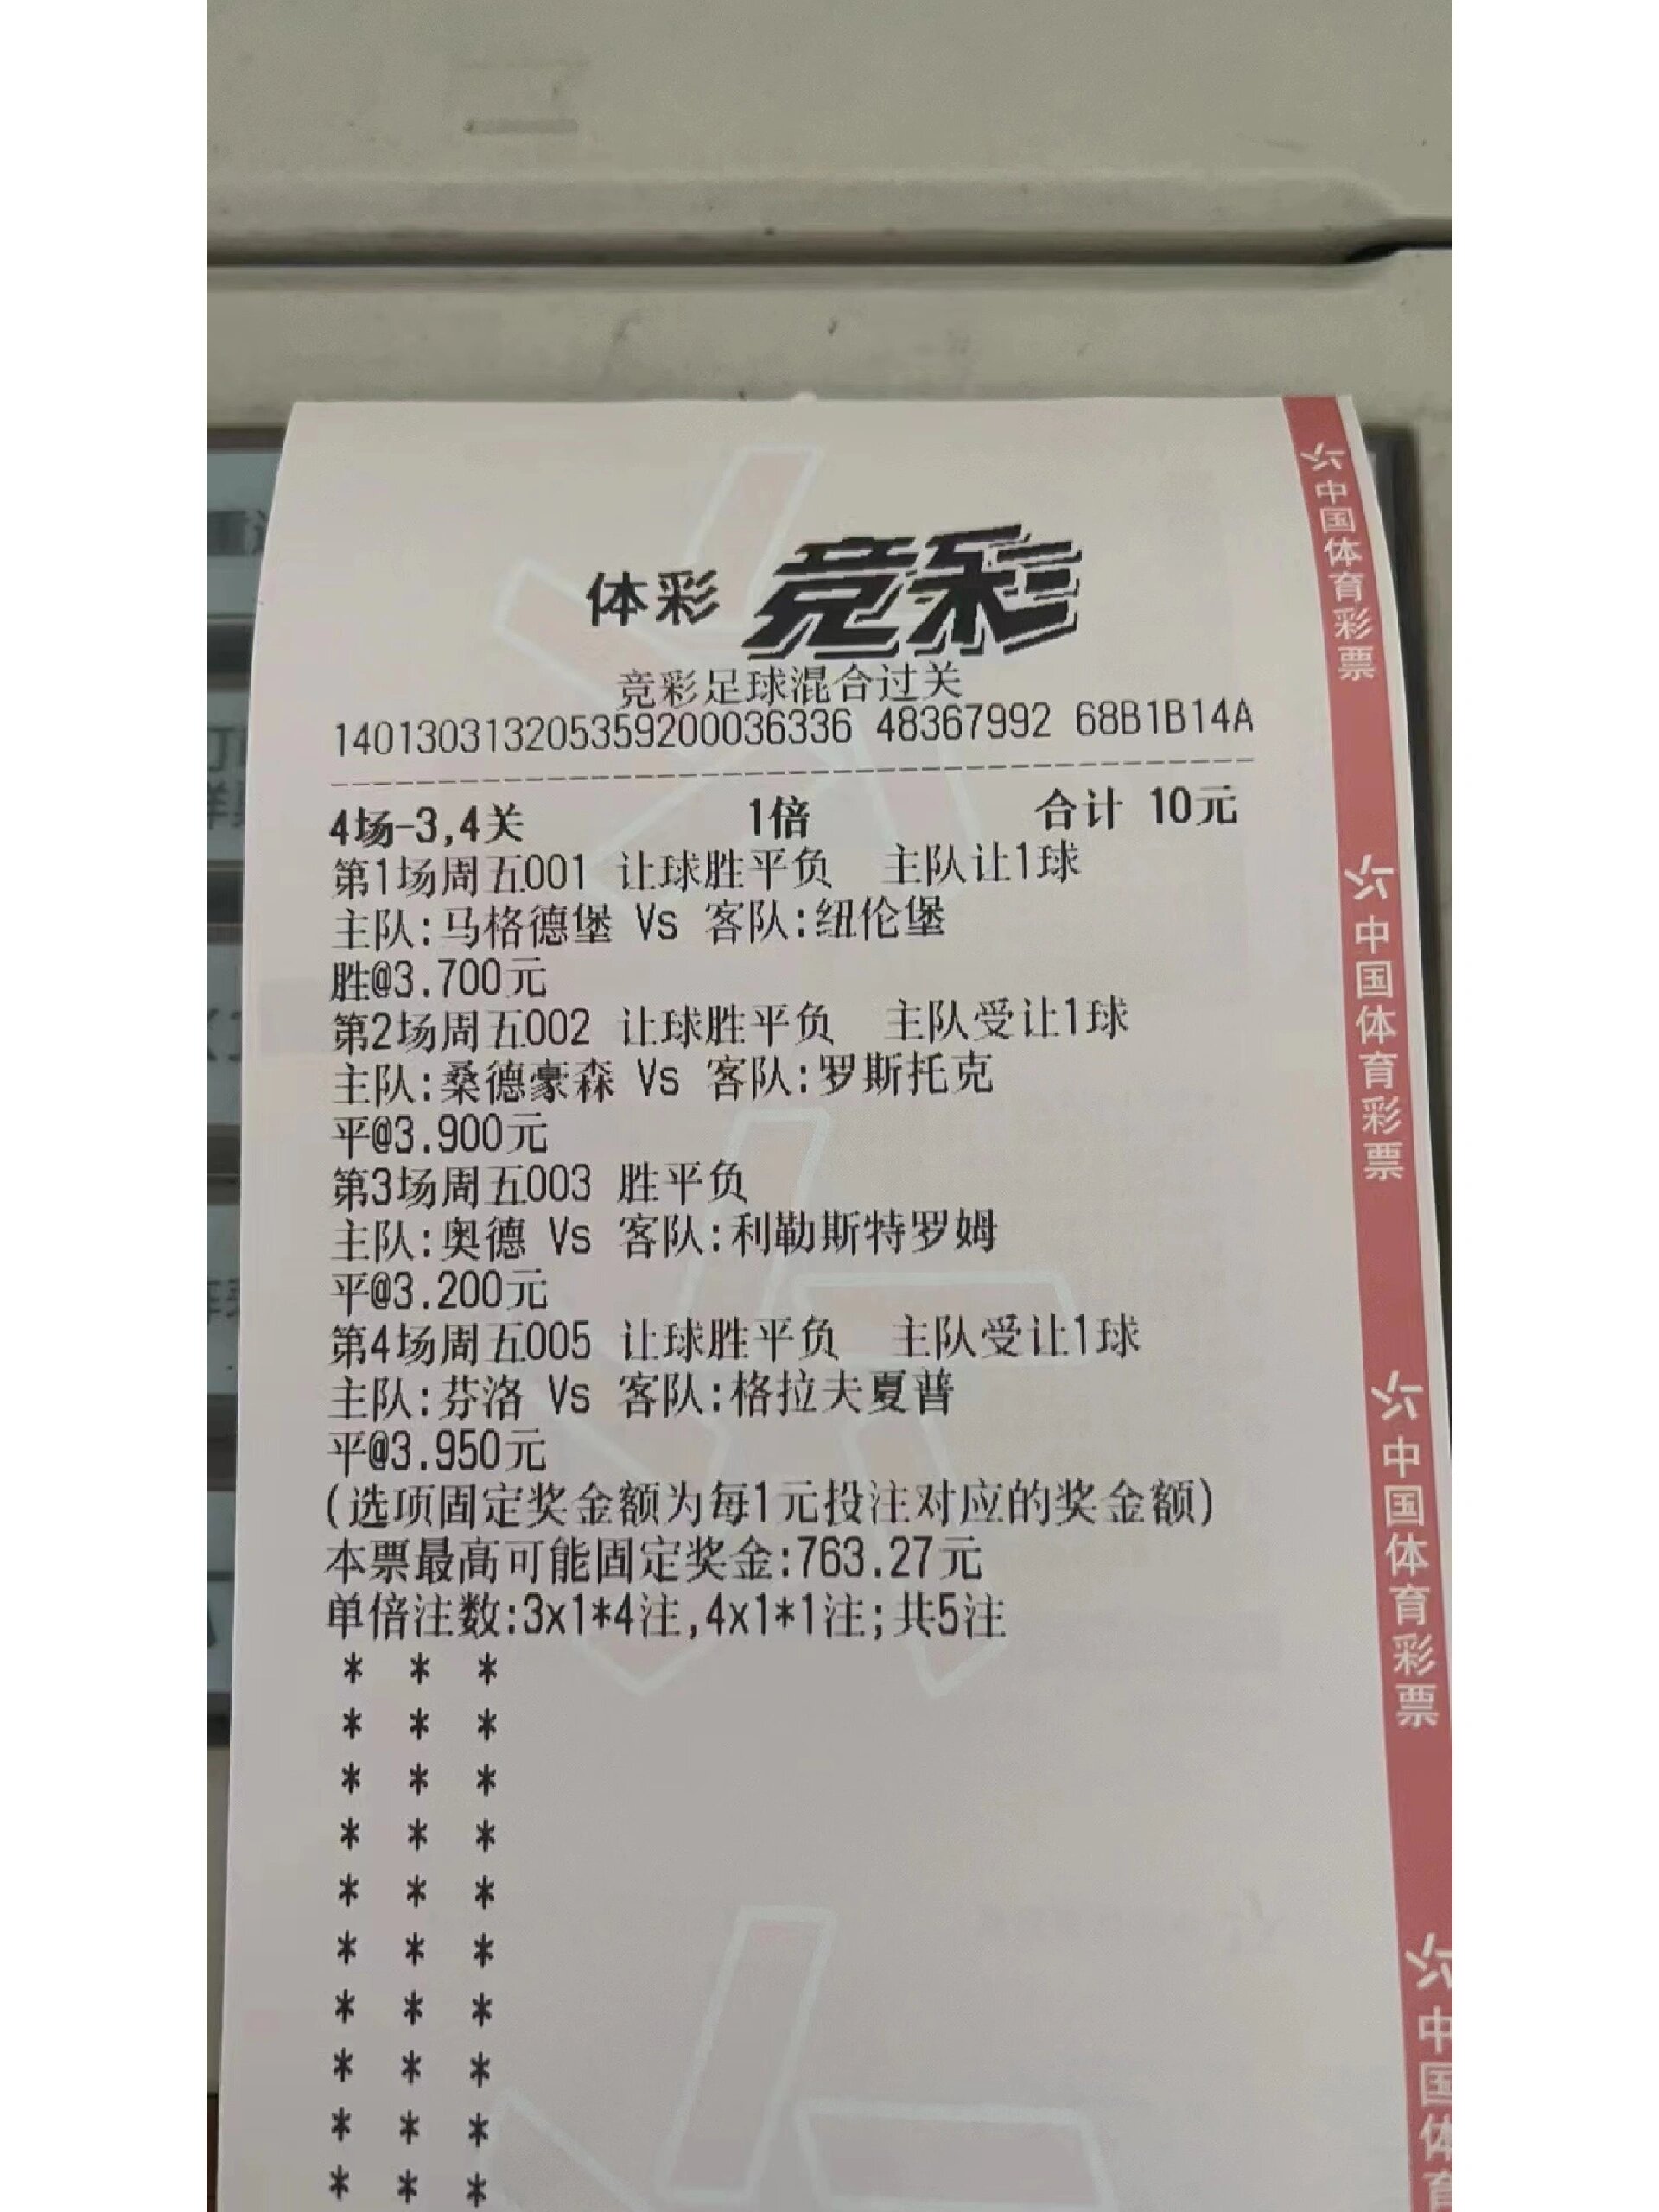 体彩 竞彩
竞彩足球混合过关
140130313205359200036336 48367992 68B1B14A
4场-3,4关 1倍 合计 10元
第1场周五001 让球胜平负 主队让1球
主队:马格德堡 Vs 客队:纽伦堡
胜@3.700元
第2场周五002 让球胜平负 主队受让1球
主队:桑德豪森 Vs 客队:罗斯托克
平@3.900元
第3场周五003 胜平负
主队:奥德 Vs 客队:利勒斯特罗姆
平@3.200元
第4场周五005 让球胜平负 主队受让1球
主队:芬洛 Vs 客队:格拉夫夏普
平@3.950元
(选项固定奖金额为每1元投注对应的奖金额)
本票最高可能固定奖金:763.27元
单倍注数:3x1*4注,4x1*1注;共5注
* * *
* * *
* * *
* * *
* * *
* * *
* * *
* * *
* * *
* * *
中国体育彩票
中国体育彩票
中国体育彩票
中国体育